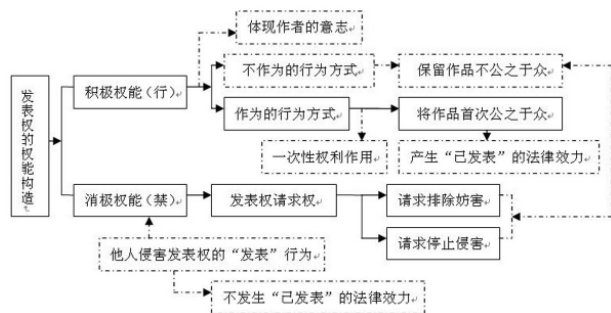 体现作者的意志
发表权的权能构造
积极权能（行）
不作为的行为方式
保留作品不公之于众
作为的行为方式
将作品首次公之于众
一次性权利作用
产生“己发表”的法律效力
消极权能（禁）
发表权请求权
请求排除妨害
请求停止侵害
他人侵害发表权的“发表”行为
不发生“己发表”的法律效力